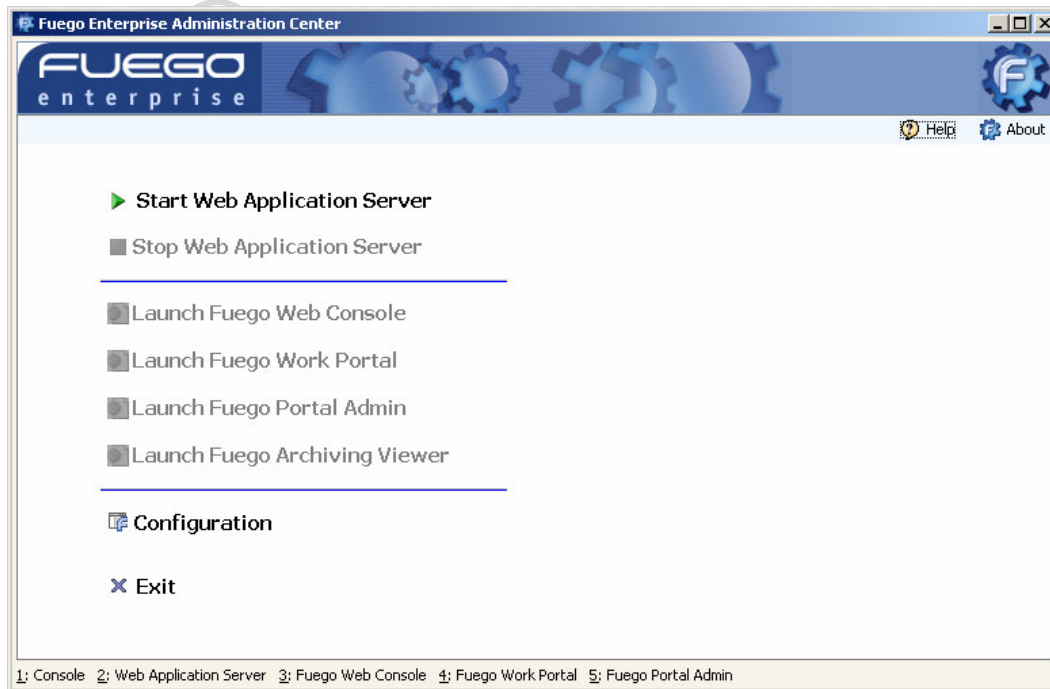 Fuego Enterprise Administration Center
FUEGO
enterprise
Help About
Start Web Application Server
Stop Web Application Server
Launch Fuego Web Console
Launch Fuego Work Portal
Launch Fuego Portal Admin
Launch Fuego Archiving Viewer
Configuration
Exit
1: Console 2: Web Application Server 3: Fuego Web Console 4: Fuego Work Portal 5: Fuego Portal Admin